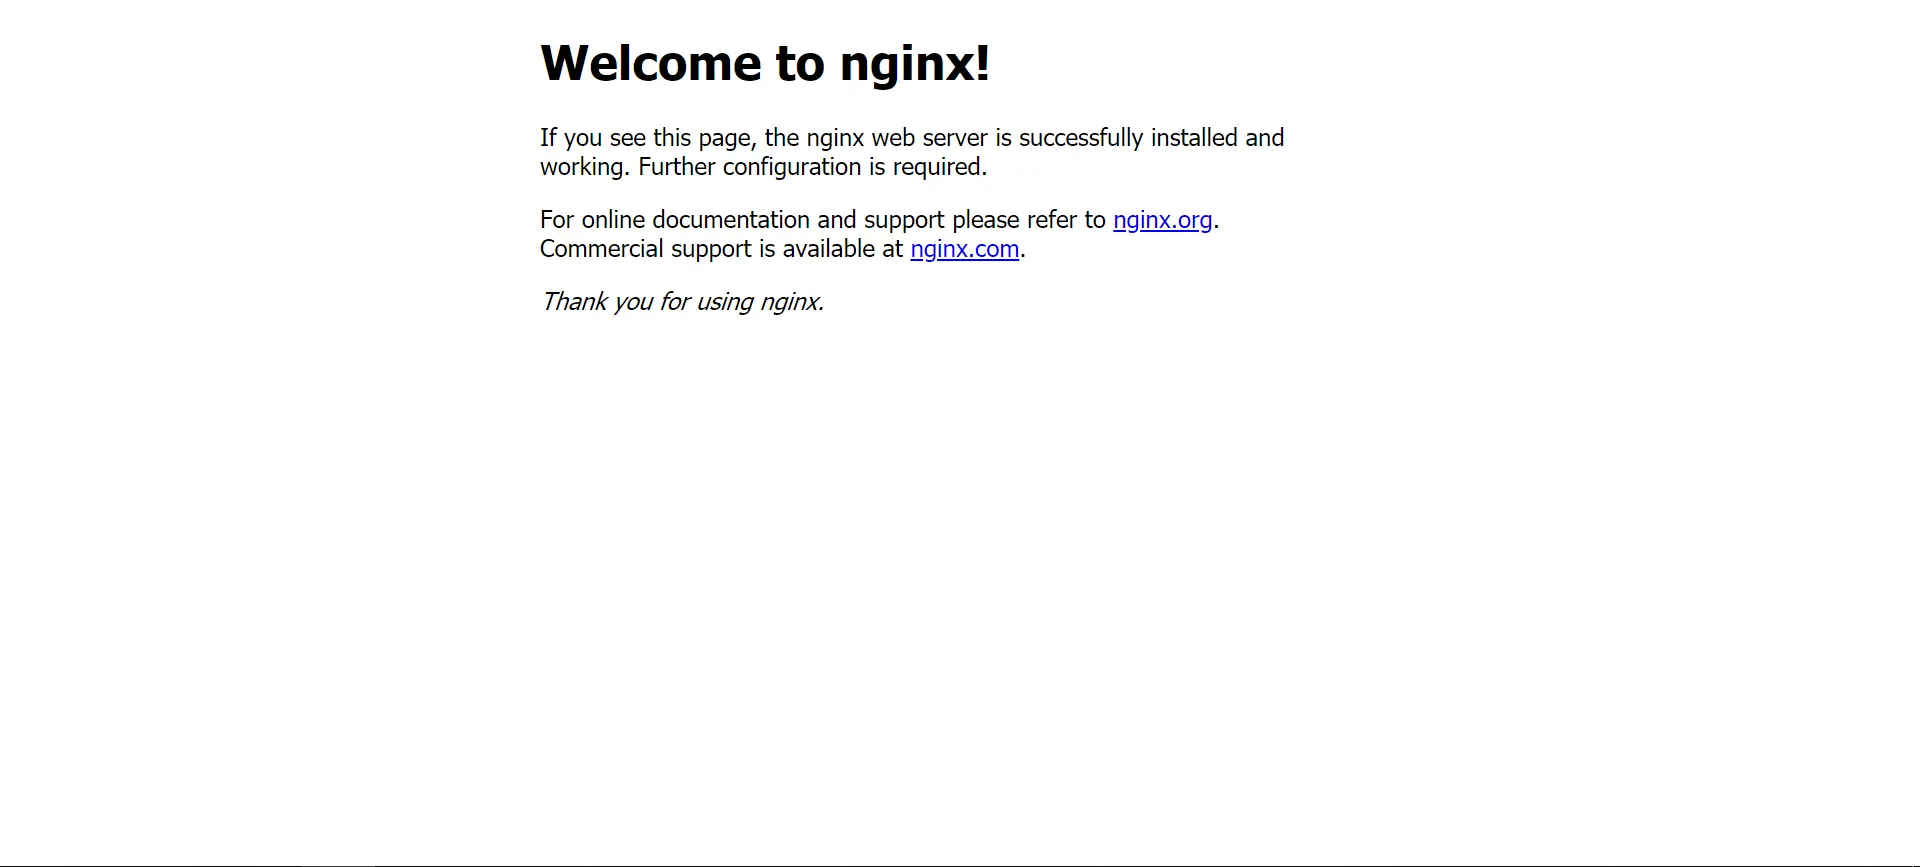 Welcome to nginx!
If you see this page, the nginx web server is successfully installed and
working. Further configuration is required.
For online documentation and support please refer to nginx.org.
Commercial support is available at nginx.com.
Thank you for using nginx.